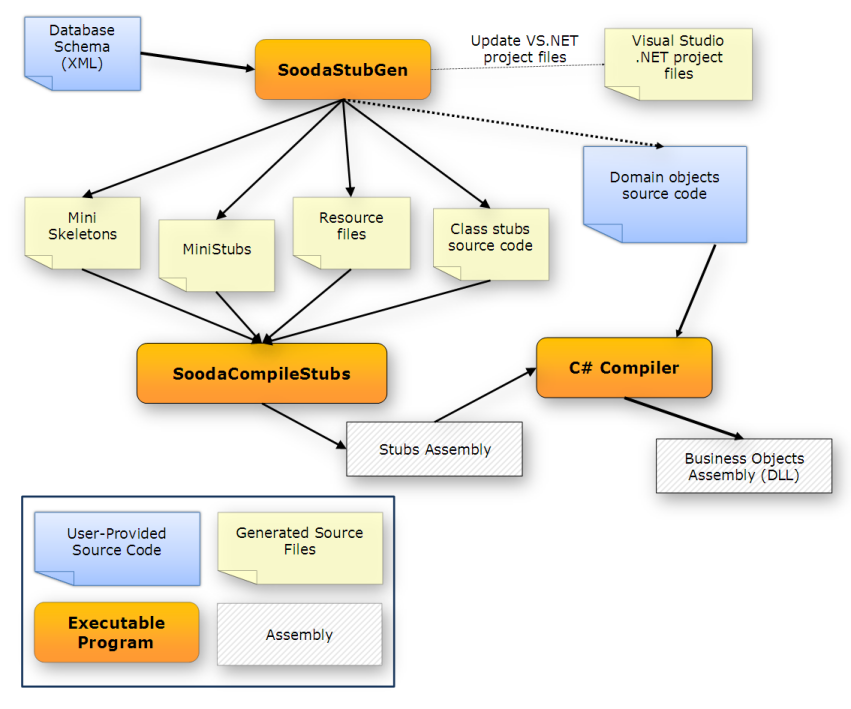 Database
Schema
(XML)
SoodaStubGen
Update VS.NET
project files
Visual Studio
.NET project
files
Domain objects
source code
Mini
Skeletons
MiniStubs
Resource
files
Class stubs
source code
SoodaCompileStubs
C# Compiler
Stubs Assembly
Business Objects
Assembly (DLL)
User-Provided
Source Code
Generated Source
Files
Executable
Program
Assembly